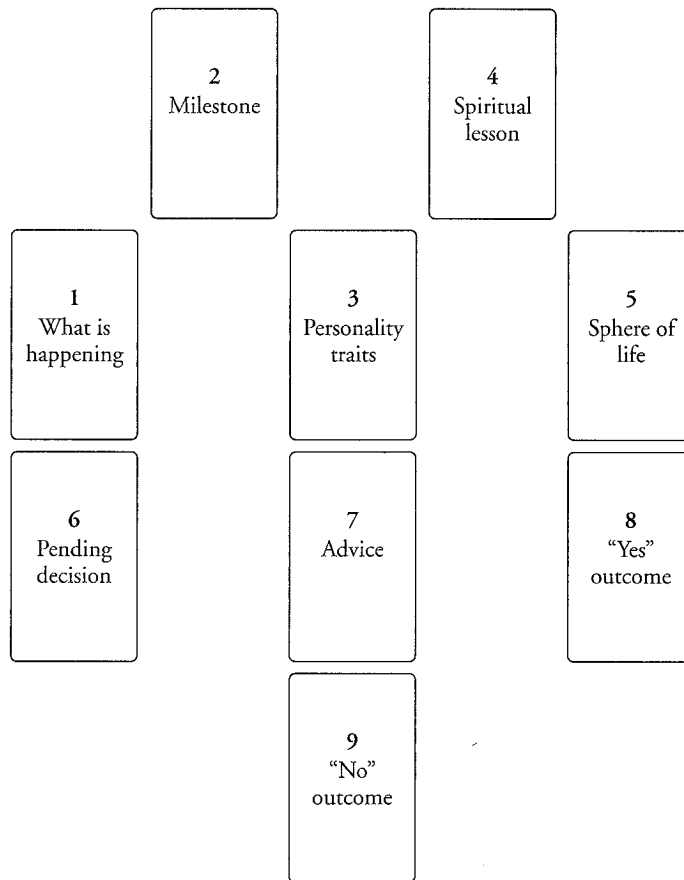 2
Milestone
4
Spiritual
lesson
1
What is
happening
3
Personality
traits
5
Sphere of
life
6
Pending
decision
7
Advice
8
“Yes”
outcome
9
“No”
outcome